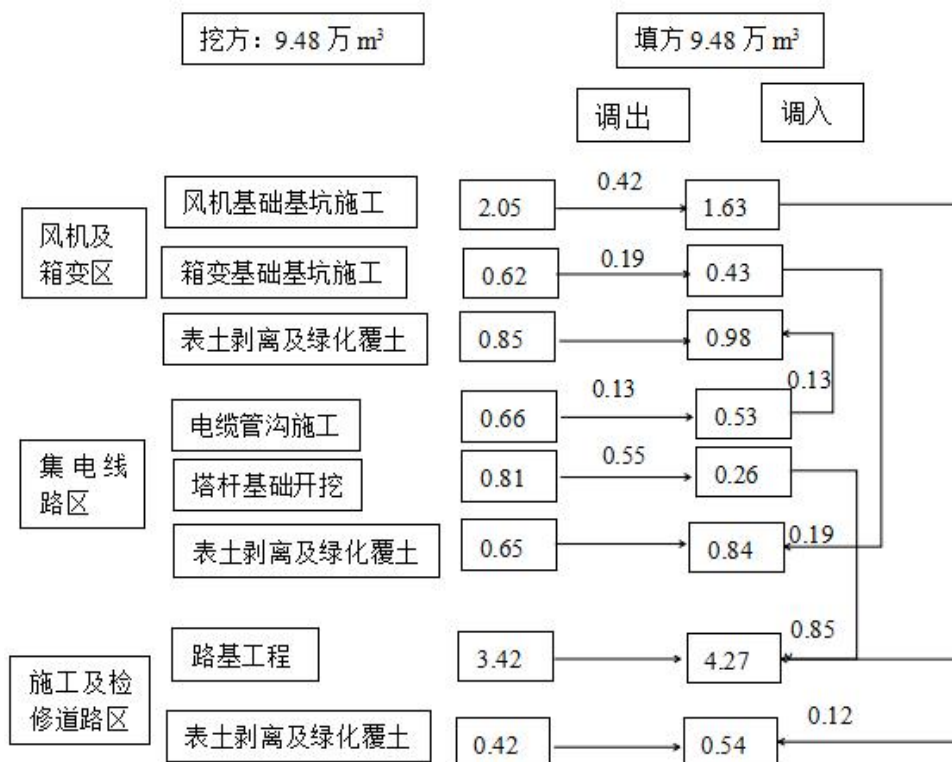 挖方：9.48 万 m³
填方 9.48 万 m³
调出
调入
风机及
箱变区
风机基础基坑施工
2.05
0.42
1.63
箱变基础基坑施工
0.62
0.19
0.43
表土剥离及绿化覆土
0.85
0.98
0.13
集电线
路区
电缆管沟施工
0.66
0.13
0.53
塔杆基础开挖
0.81
0.55
0.26
表土剥离及绿化覆土
0.65
0.84
0.19
施工及检
修道路区
路基工程
3.42
4.27
0.85
表土剥离及绿化覆土
0.42
0.54
0.12